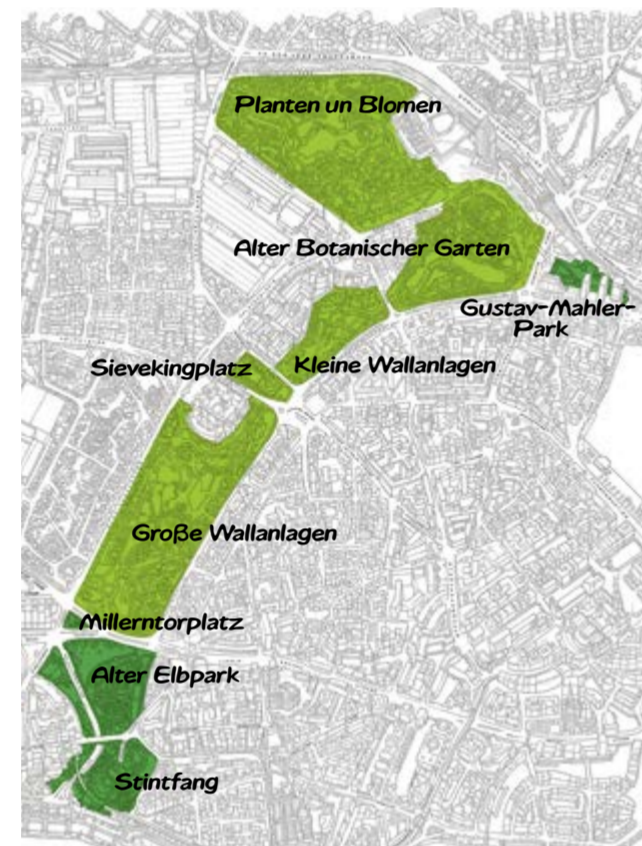 Planten un Blomen
Alter Botanischer Garten
Gustav-Mahler-
Park
Sievekingplatz
Kleine Wallanlagen
Große Wallanlagen
Millerntorplatz
Alter Elbpark
Stintfang